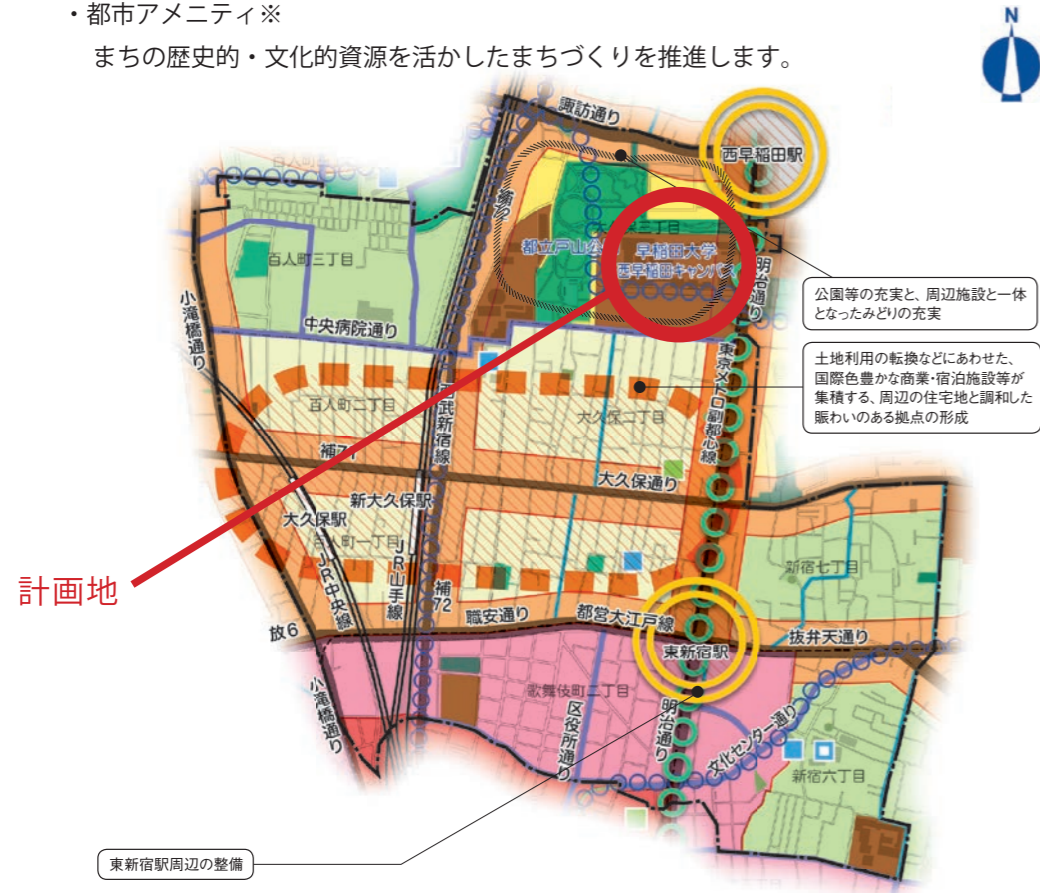 ・都市アメニティ※
まちの歴史的・文化的資源を活かしたまちづくりを推進します。
N
諏訪通り
西早稲田駅
補72
三丁目
都立戸山公
早稲田大学
西早稲田キャンパス
明治通り
百人町三丁目
小滝橋通り
中央病院通り
公園等の充実と、周辺施設と一体
となったみどりの充実
土地利用の転換などにあわせた、
国際色豊かな商業・宿泊施設等が
集積する、周辺の住宅地と調和した
賑わいのある拠点の形成
西武新宿線
東京メトロ副都心線
百人町二丁目
大久保二丁目
補74
大久保通り
新大久保駅
大久保駅
百人町一丁目
JR中央線
JR山手線
補72
計画地
新宿七丁目
放6
職安通り
都営大江戸線
抜弁天通り
東新宿駅
小滝橋通り
歌舞伎町二丁目
区役所通り
明治通り
文化センター通り
新宿六丁目
東新宿駅周辺の整備